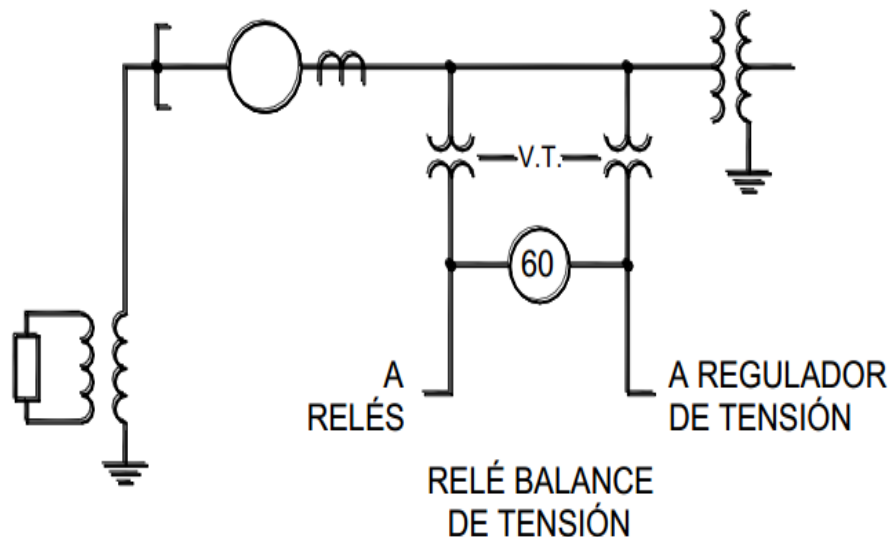 V.T.
60
A
RELÉS
A REGULADOR
DE TENSIÓN
RELÉ BALANCE
DE TENSIÓN